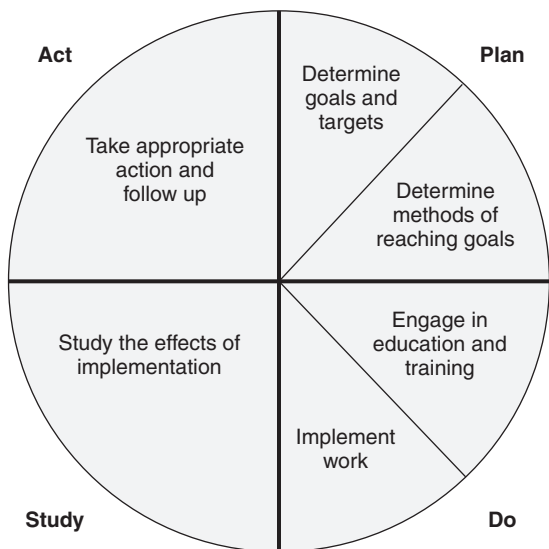 Act
Plan
Determine
goals and
targets
Take appropriate
action and
follow up
Determine
methods of
reaching goals
Engage in
education and
training
Study the effects of
implementation
Implement
work
Study
Do